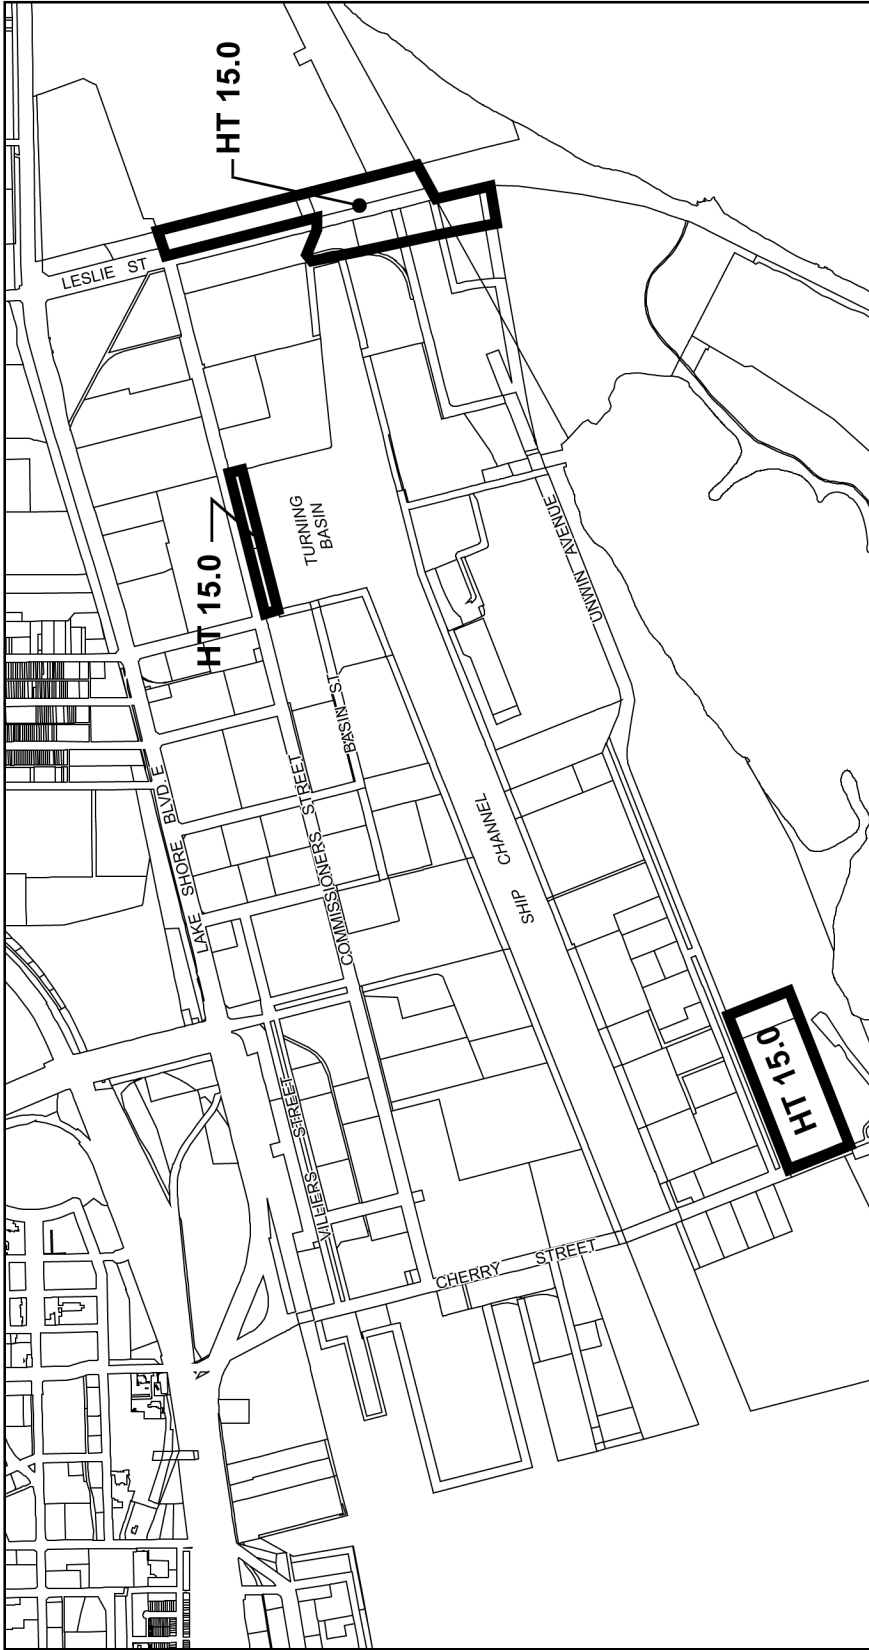 HT 15.0
LESLIE ST
HT 15.0
TURNING
BASIN
UNWIN AVENUE
BASIN ST
LAKE SHORE BLVD. E
COMMISSIONERS STREET
SHIP CHANNEL
HT 15.0
VILLIERS STREET
CHERRY STREET